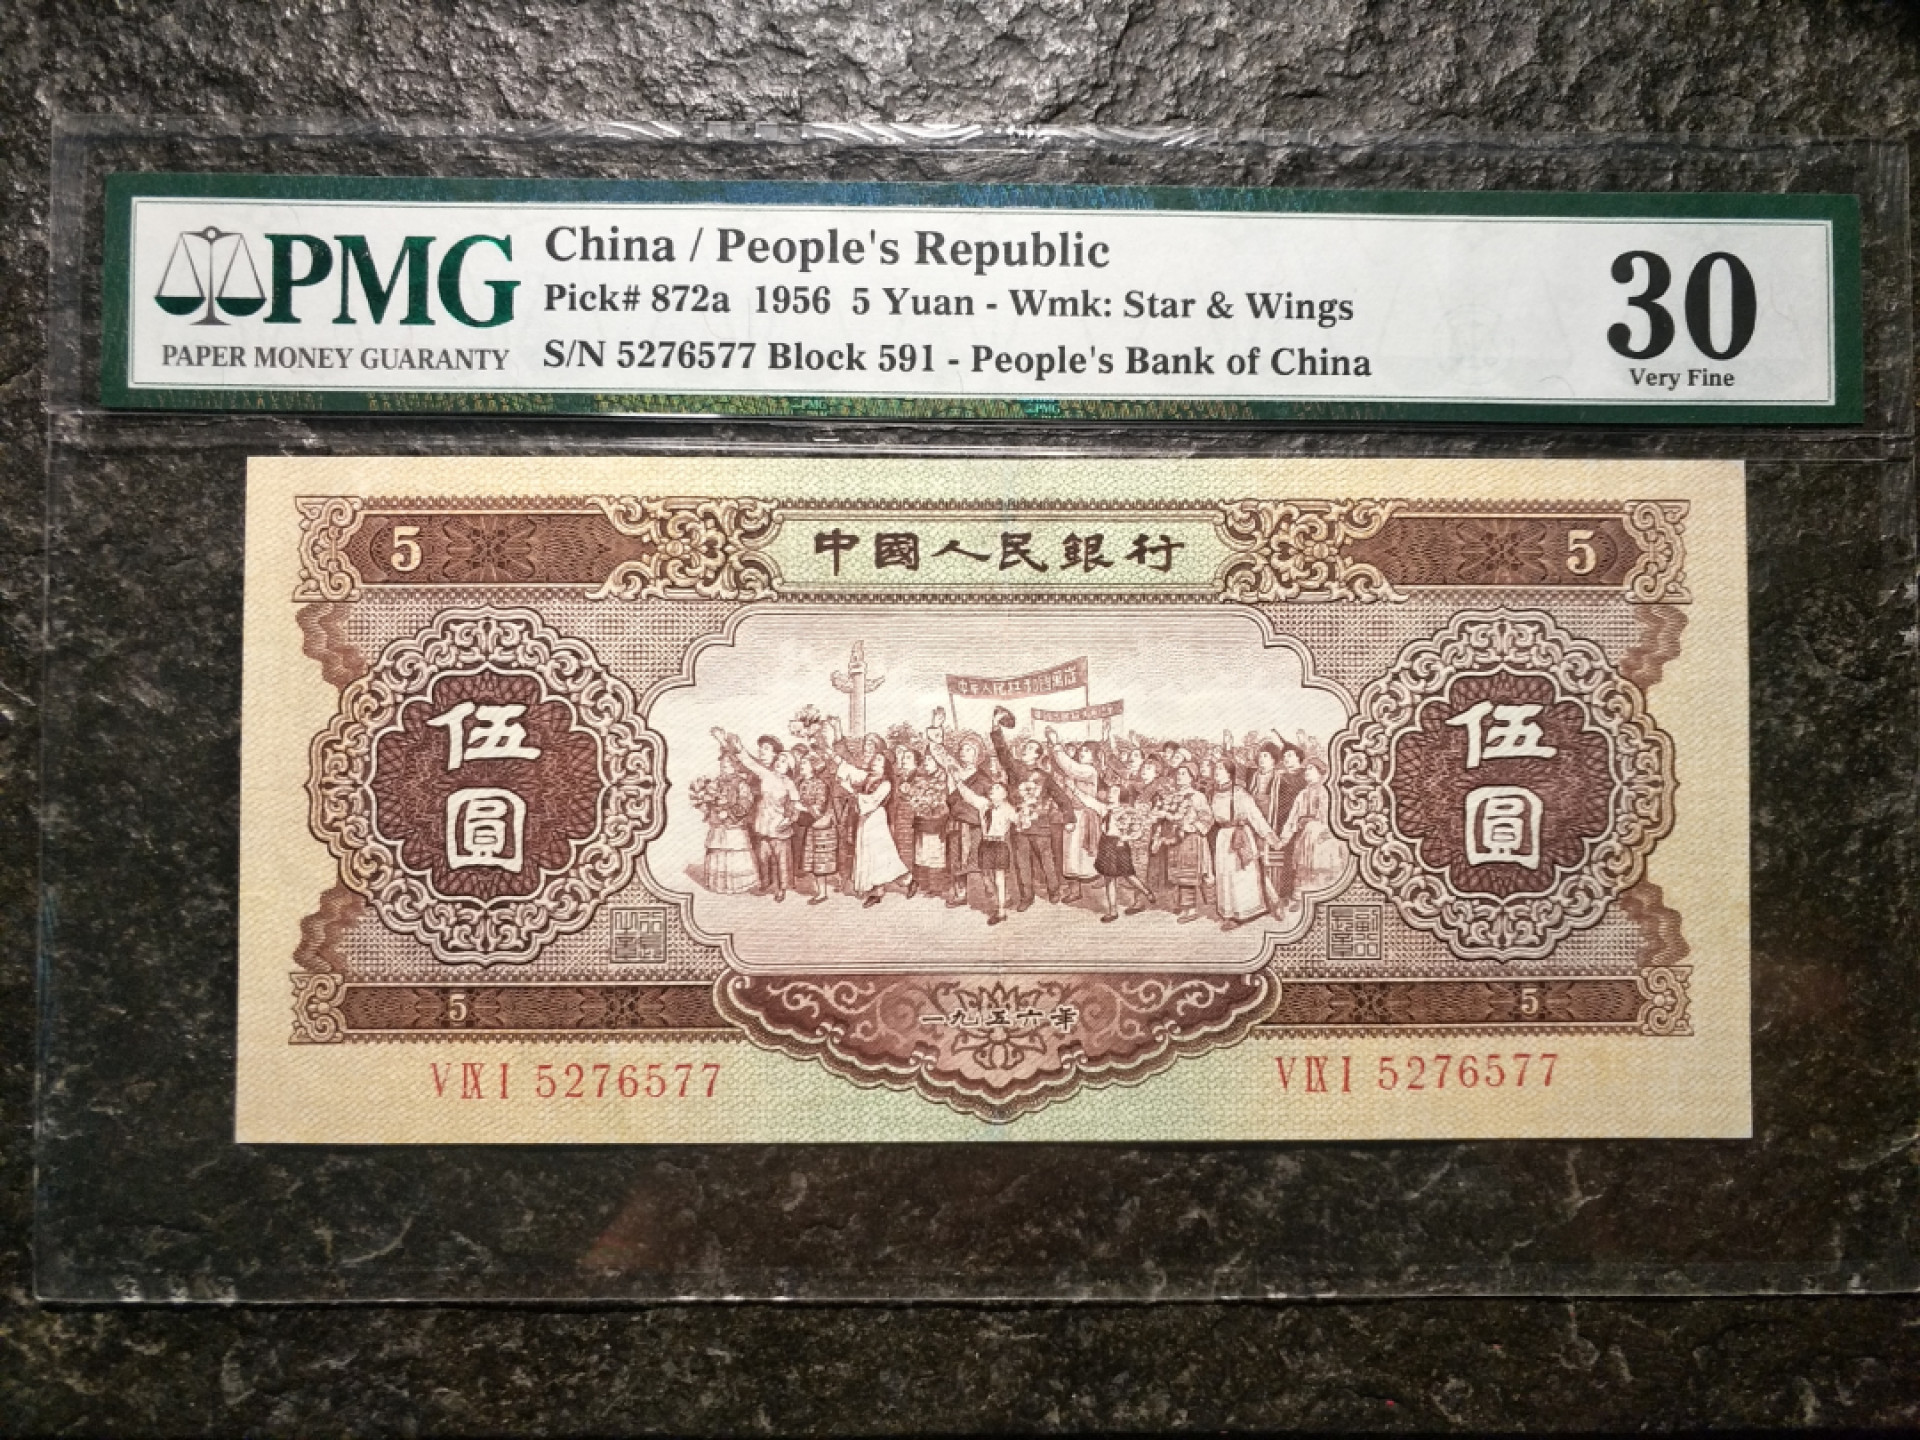 PMG
PAPER MONEY GUARANTY
China / People's Republic
Pick# 872a 1956 5 Yuan - Wmk: Star & Wings
S/N 5276577 Block 591 - People's Bank of China
30
Very Fine
5 中國人民銀行 5
伍圓
伍圓
5 一九五六年 5
V IX I 5276577
V IX I 5276577